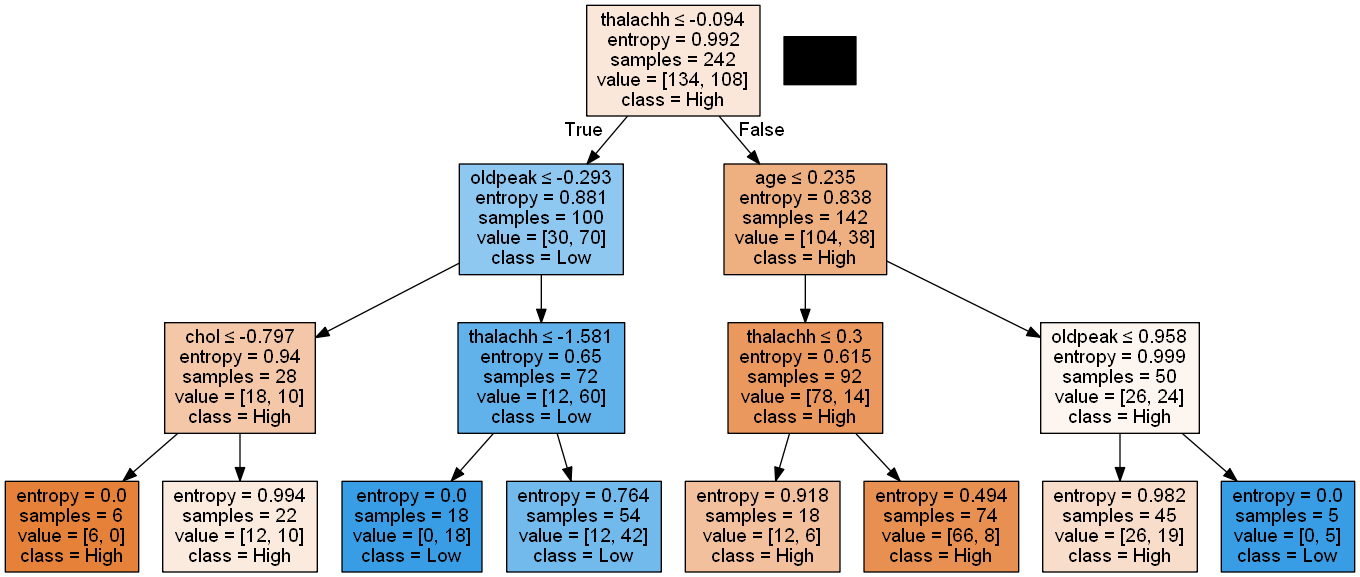 thalachh ≤ -0.094
entropy = 0.992
samples = 242
value = [134, 108]
class = High
True
False
oldpeak ≤ -0.293
entropy = 0.881
samples = 100
value = [30, 70]
class = Low
age ≤ 0.235
entropy = 0.838
samples = 142
value = [104, 38]
class = High
chol ≤ -0.797
entropy = 0.94
samples = 28
value = [18, 10]
class = High
thalachh ≤ -1.581
entropy = 0.65
samples = 72
value = [12, 60]
class = Low
thalachh ≤ 0.3
entropy = 0.615
samples = 92
value = [78, 14]
class = High
oldpeak ≤ 0.958
entropy = 0.999
samples = 50
value = [26, 24]
class = High
entropy = 0.0
samples = 6
value = [6, 0]
class = High
entropy = 0.994
samples = 22
value = [12, 10]
class = High
entropy = 0.0
samples = 18
value = [0, 18]
class = Low
entropy = 0.764
samples = 54
value = [12, 42]
class = Low
entropy = 0.918
samples = 18
value = [12, 6]
class = High
entropy = 0.494
samples = 74
value = [66, 8]
class = High
entropy = 0.982
samples = 45
value = [26, 19]
class = High
entropy = 0.0
samples = 5
value = [0, 5]
class = Low